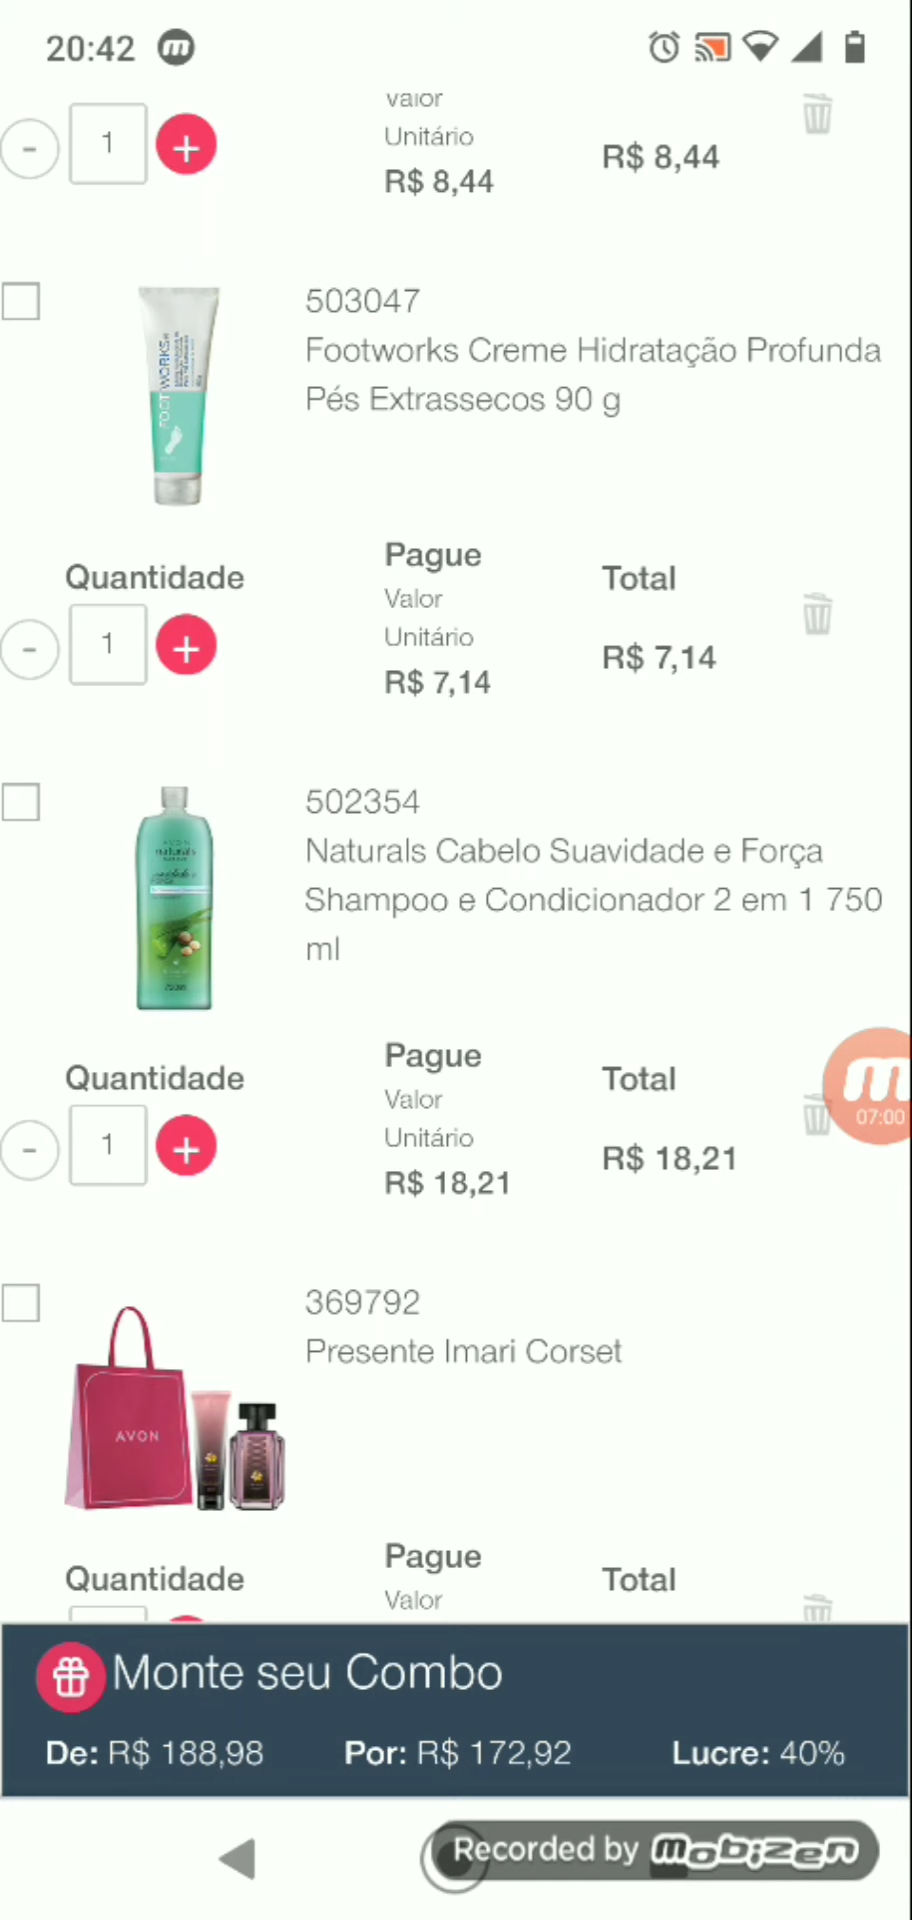 20:42
Valor
Unitário
R$ 8,44
R$ 8,44
- 1 +
503047
Footworks Creme Hidratação Profunda
Pés Extrassecos 90 g
FOOTWORKS
Quantidade
Pague
Total
Valor
Unitário
- 1 +
R$ 7,14
R$ 7,14
502354
Naturals Cabelo Suavidade e Força
Shampoo e Condicionador 2 em 1 750
ml
naturals
Quantidade
Pague
Total
Valor
Unitário
- 1 +
R$ 18,21
R$ 18,21
07:00
369792
Presente Imari Corset
AVON
Quantidade
Pague
Total
Valor
Monte seu Combo
De: R$ 188,98
Por: R$ 172,92
Lucre: 40%
Recorded by mobizen